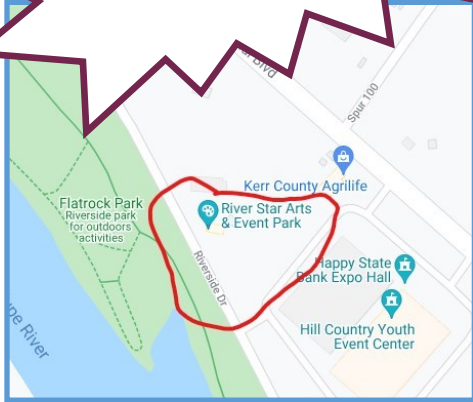 Blvd
Spur 100
Kerr County Agrilife
Flatrock Park
Riverside park
for outdoors
activities
River Star Arts
& Event Park
Riverside Dr
Happy State
Bank Expo Hall
Hill Country Youth
Event Center
River